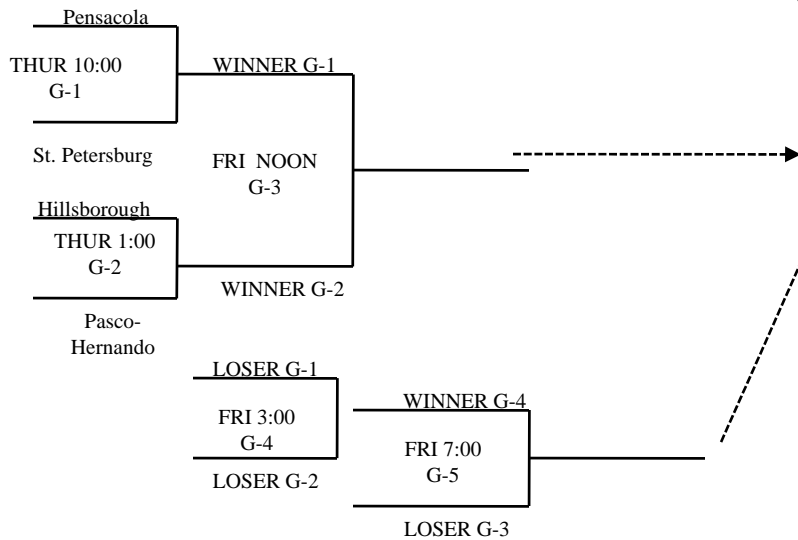 Pensacola
THUR 10:00
G-1
WINNER G-1
St. Petersburg
FRI  NOON
G-3
Hillsborough
THUR 1:00
G-2
WINNER G-2
Pasco-
Hernando
LOSER G-1
FRI 3:00
G-4
LOSER G-2
WINNER G-4
FRI 7:00
G-5
LOSER G-3